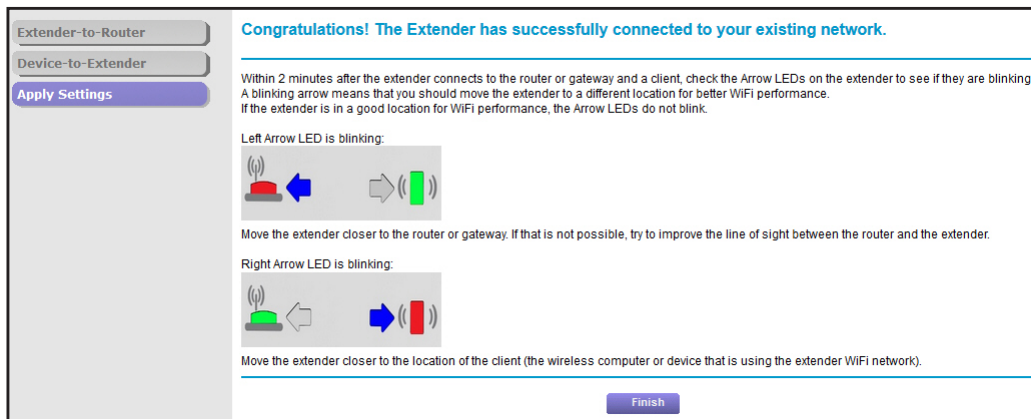 Extender-to-Router
Device-to-Extender
Apply Settings
Congratulations! The Extender has successfully connected to your existing network.
Within 2 minutes after the extender connects to the router or gateway and a client, check the Arrow LEDs on the extender to see if they are blinking
A blinking arrow means that you should move the extender to a different location for better WiFi performance.
If the extender is in a good location for WiFi performance, the Arrow LEDs do not blink.
Left Arrow LED is blinking:
Move the extender closer to the router or gateway. If that is not possible, try to improve the line of sight between the router and the extender.
Right Arrow LED is blinking:
Move the extender closer to the location of the client (the wireless computer or device that is using the extender WiFi network).
Finish